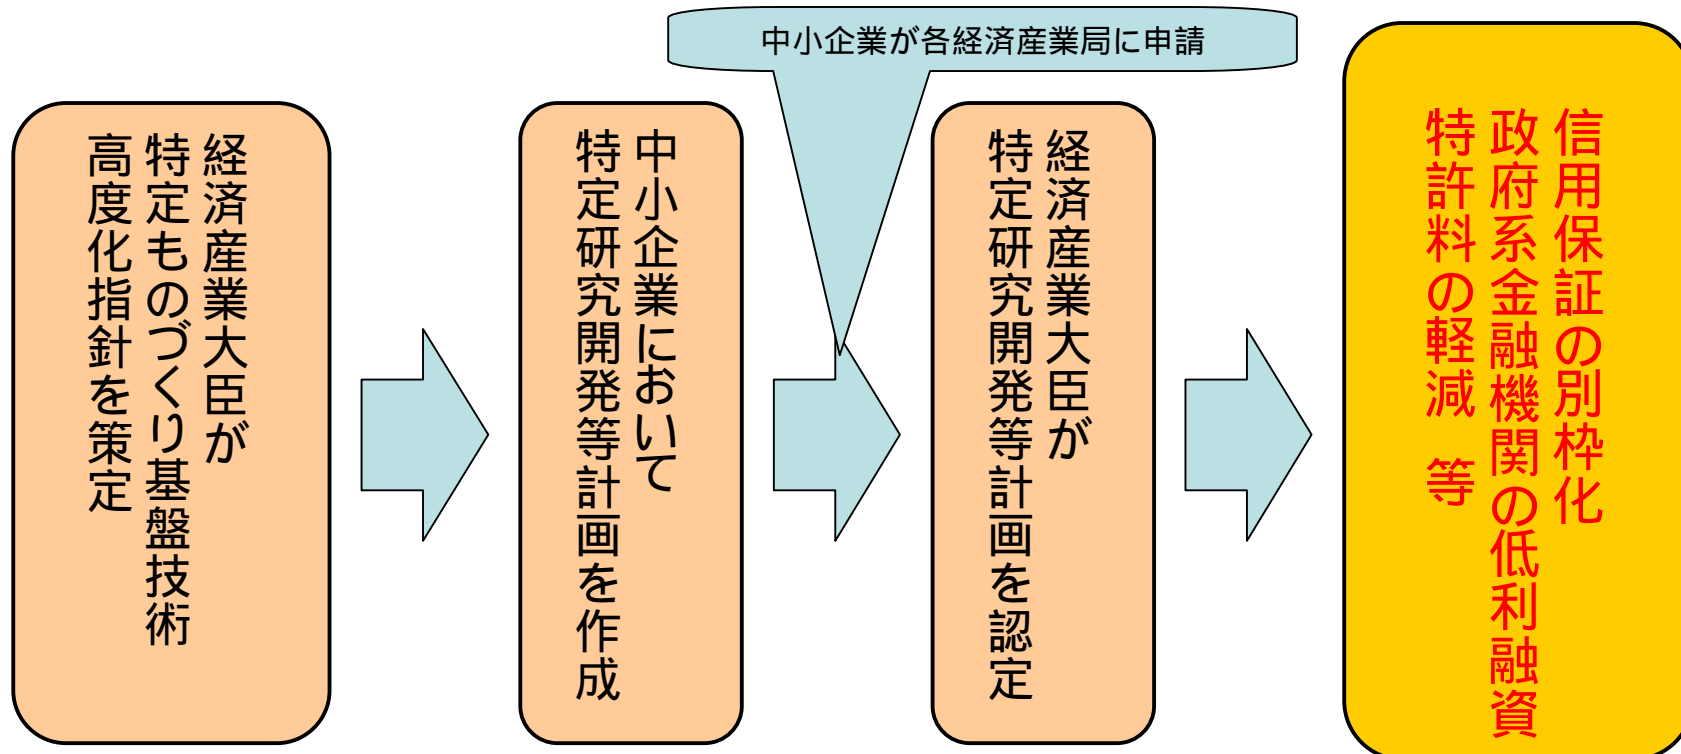 中小企業が各経済産業局に申請
経済産業大臣が
特定ものづくり基盤技術
高度化指針を策定
中小企業において
特定研究開発等計画を作成
経済産業大臣が
特定研究開発等計画を認定
信用保証の別枠化
政府系金融機関の低利融資
特許料の軽減　等